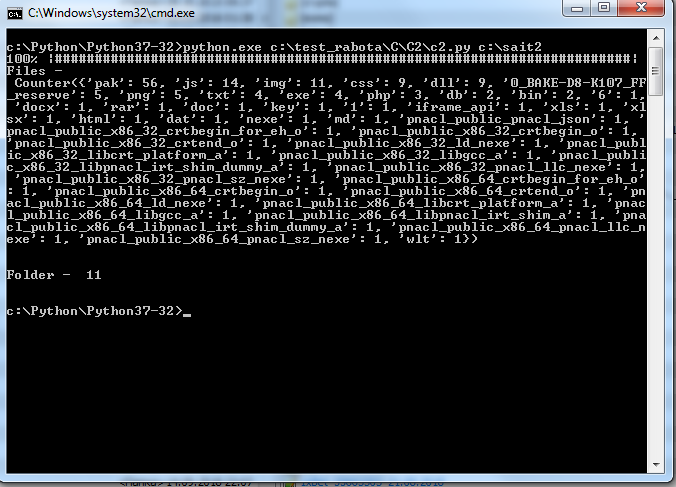 C:\Windows\system32\cmd.exe
c:\Python\Python37-32>python.exe c:\test_rabota\C\C2\c2.py c:\sait2
100% |########################################################################|
Files -
 Counter({'pak': 56, 'js': 14, 'img': 11, 'css': 9, 'dll': 9, '0_BAKE-D8-K107_FF
_reserve': 5, 'png': 5, 'txt': 4, 'exe': 4, 'php': 3, 'db': 2, 'bin': 2, '6': 1,
 'docx': 1, 'rar': 1, 'doc': 1, 'key': 1, '1': 1, 'iframe_api': 1, 'xls': 1, 'xl
sx': 1, 'html': 1, 'dat': 1, 'nexe': 1, 'md': 1, 'pnacl_public_pnacl_json': 1, '
pnacl_public_x86_32_crtbegin_for_eh_o': 1, 'pnacl_public_x86_32_crtbegin_o': 1,
'pnacl_public_x86_32_crtend_o': 1, 'pnacl_public_x86_32_ld_nexe': 1, 'pnacl_publ
ic_x86_32_libcrt_platform_a': 1, 'pnacl_public_x86_32_libgcc_a': 1, 'pnacl_publi
c_x86_32_libpnacl_irt_shim_dummy_a': 1, 'pnacl_public_x86_32_pnacl_llc_nexe': 1,
 'pnacl_public_x86_32_pnacl_sz_nexe': 1, 'pnacl_public_x86_64_crtbegin_for_eh_o'
: 1, 'pnacl_public_x86_64_crtbegin_o': 1, 'pnacl_public_x86_64_crtend_o': 1, 'pn
acl_public_x86_64_ld_nexe': 1, 'pnacl_public_x86_64_libcrt_platform_a': 1, 'pnac
l_public_x86_64_libgcc_a': 1, 'pnacl_public_x86_64_libpnacl_irt_shim_a': 1, 'pna
cl_public_x86_64_libpnacl_irt_shim_dummy_a': 1, 'pnacl_public_x86_64_pnacl_llc_n
exe': 1, 'pnacl_public_x86_64_pnacl_sz_nexe': 1, 'wlt': 1})
Folder -  11
c:\Python\Python37-32>_